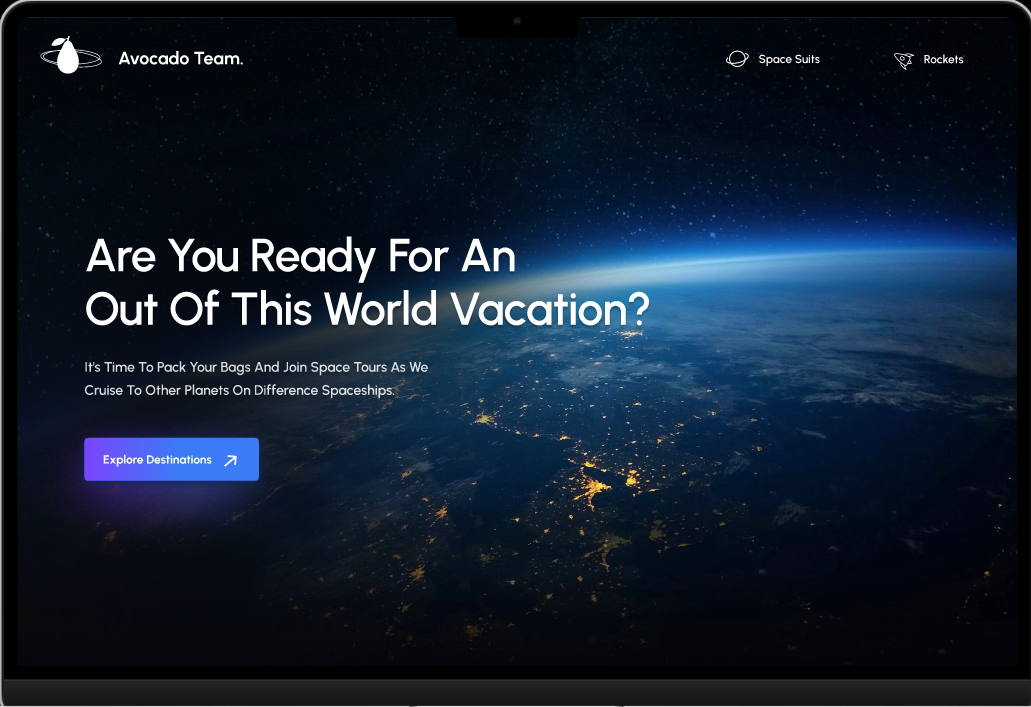 Avocado Team.
Space Suits
Rockets
Are You Ready For An
Out Of This World Vacation?
It's Time To Pack Your Bags And Join Space Tours As We
Cruise To Other Planets On Difference Spaceships.
Explore Destinations